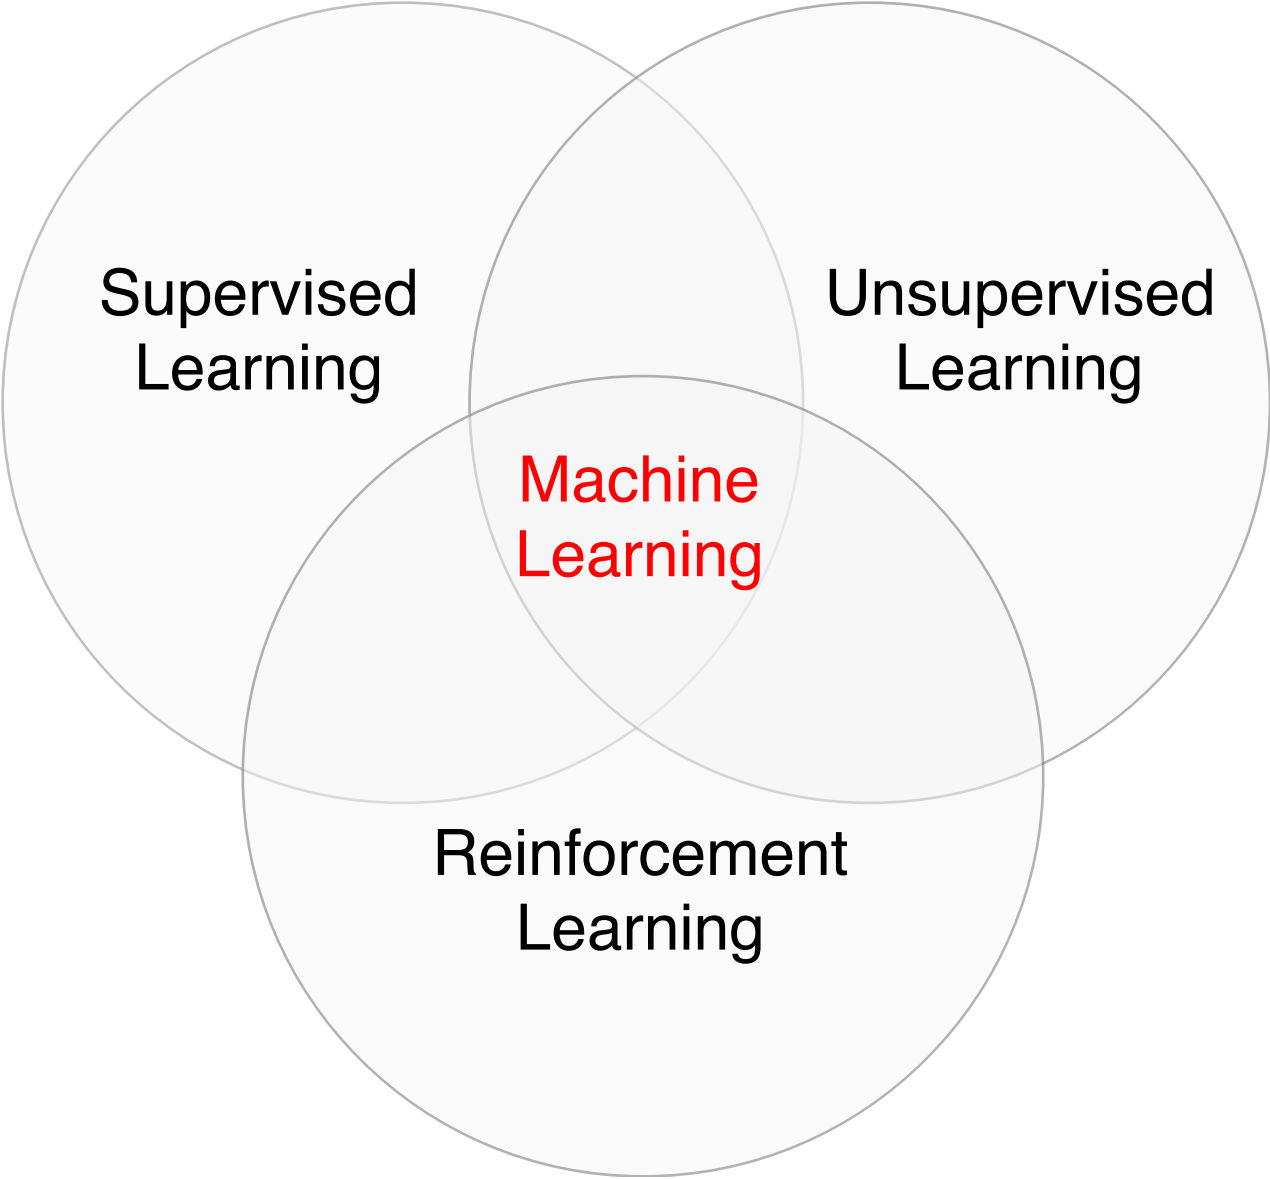 Supervised
Learning
Unsupervised
Learning
Machine
Learning
Reinforcement
Learning